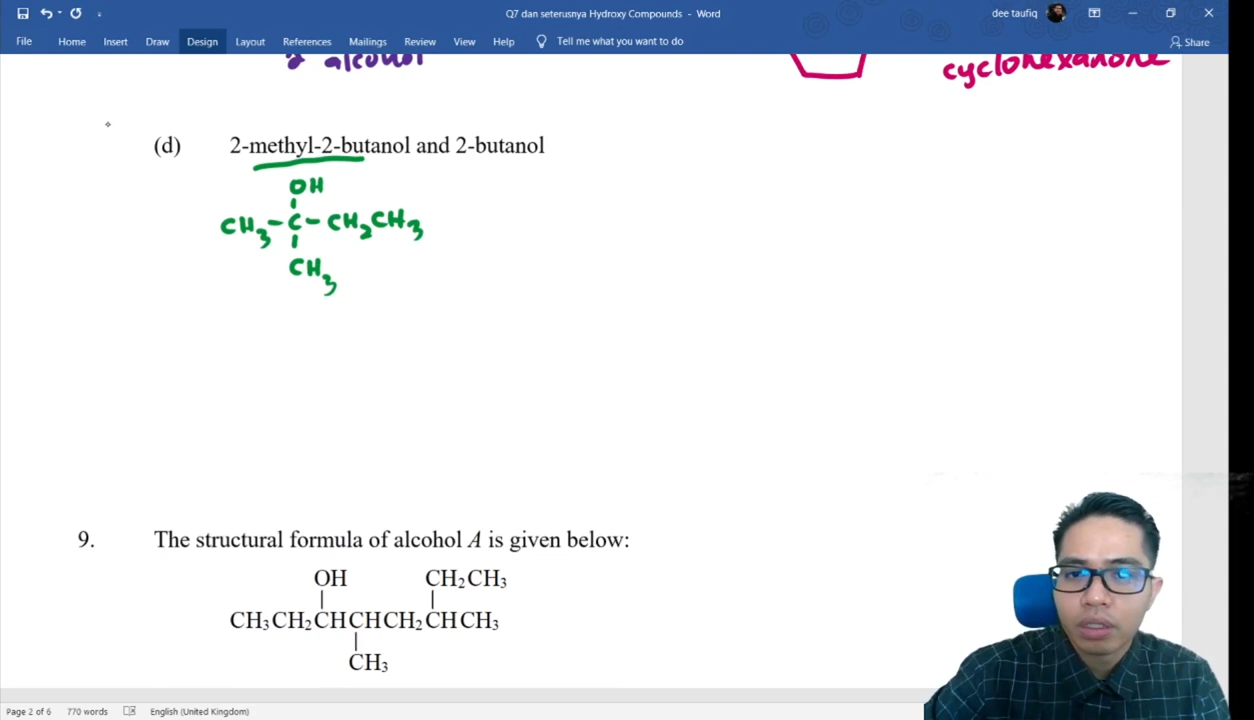 Q7 dan seterusnya Hydroxy Compounds - Word
dee taufiq
File Home Insert Draw Design Layout References Mailings Review View Help Tell me what you want to do
Share
2° alcohol
cyclohexanone
(d) 2-methyl-2-butanol and 2-butanol
OH
CH₃-C-CH₂CH₃
CH₃
9. The structural formula of alcohol A is given below:
OH CH₂CH₃
CH₃CH₂CHCHCH₂CHCH₃
CH₃
Page 2 of 6 770 words English (United Kingdom)